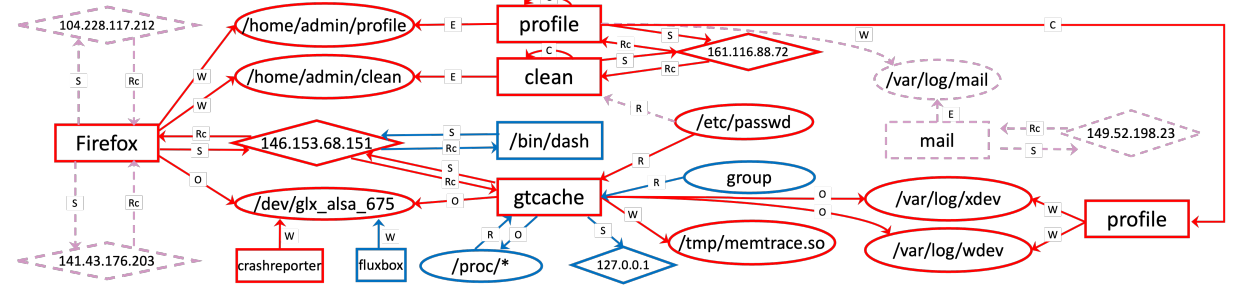 104.228.117.212
/home/admin/profile
E
profile
C
C
S
Rc
W
161.116.88.72
S
Rc
W
/home/admin/clean
E
clean
C
S
Rc
W
/var/log/mail
R
/etc/passwd
E
Firefox
Rc
S
146.153.68.151
S
Rc
/bin/dash
mail
Rc
S
149.52.198.23
R
S
Rc
O
/dev/glx_alsa_675
O
gtcache
R
group
O
O
/var/log/xdev
W
profile
W
/var/log/wdev
S
Rc
W
/tmp/memtrace.so
W
W
R
O
S
141.43.176.203
crashreporter
fluxbox
/proc/*
127.0.0.1